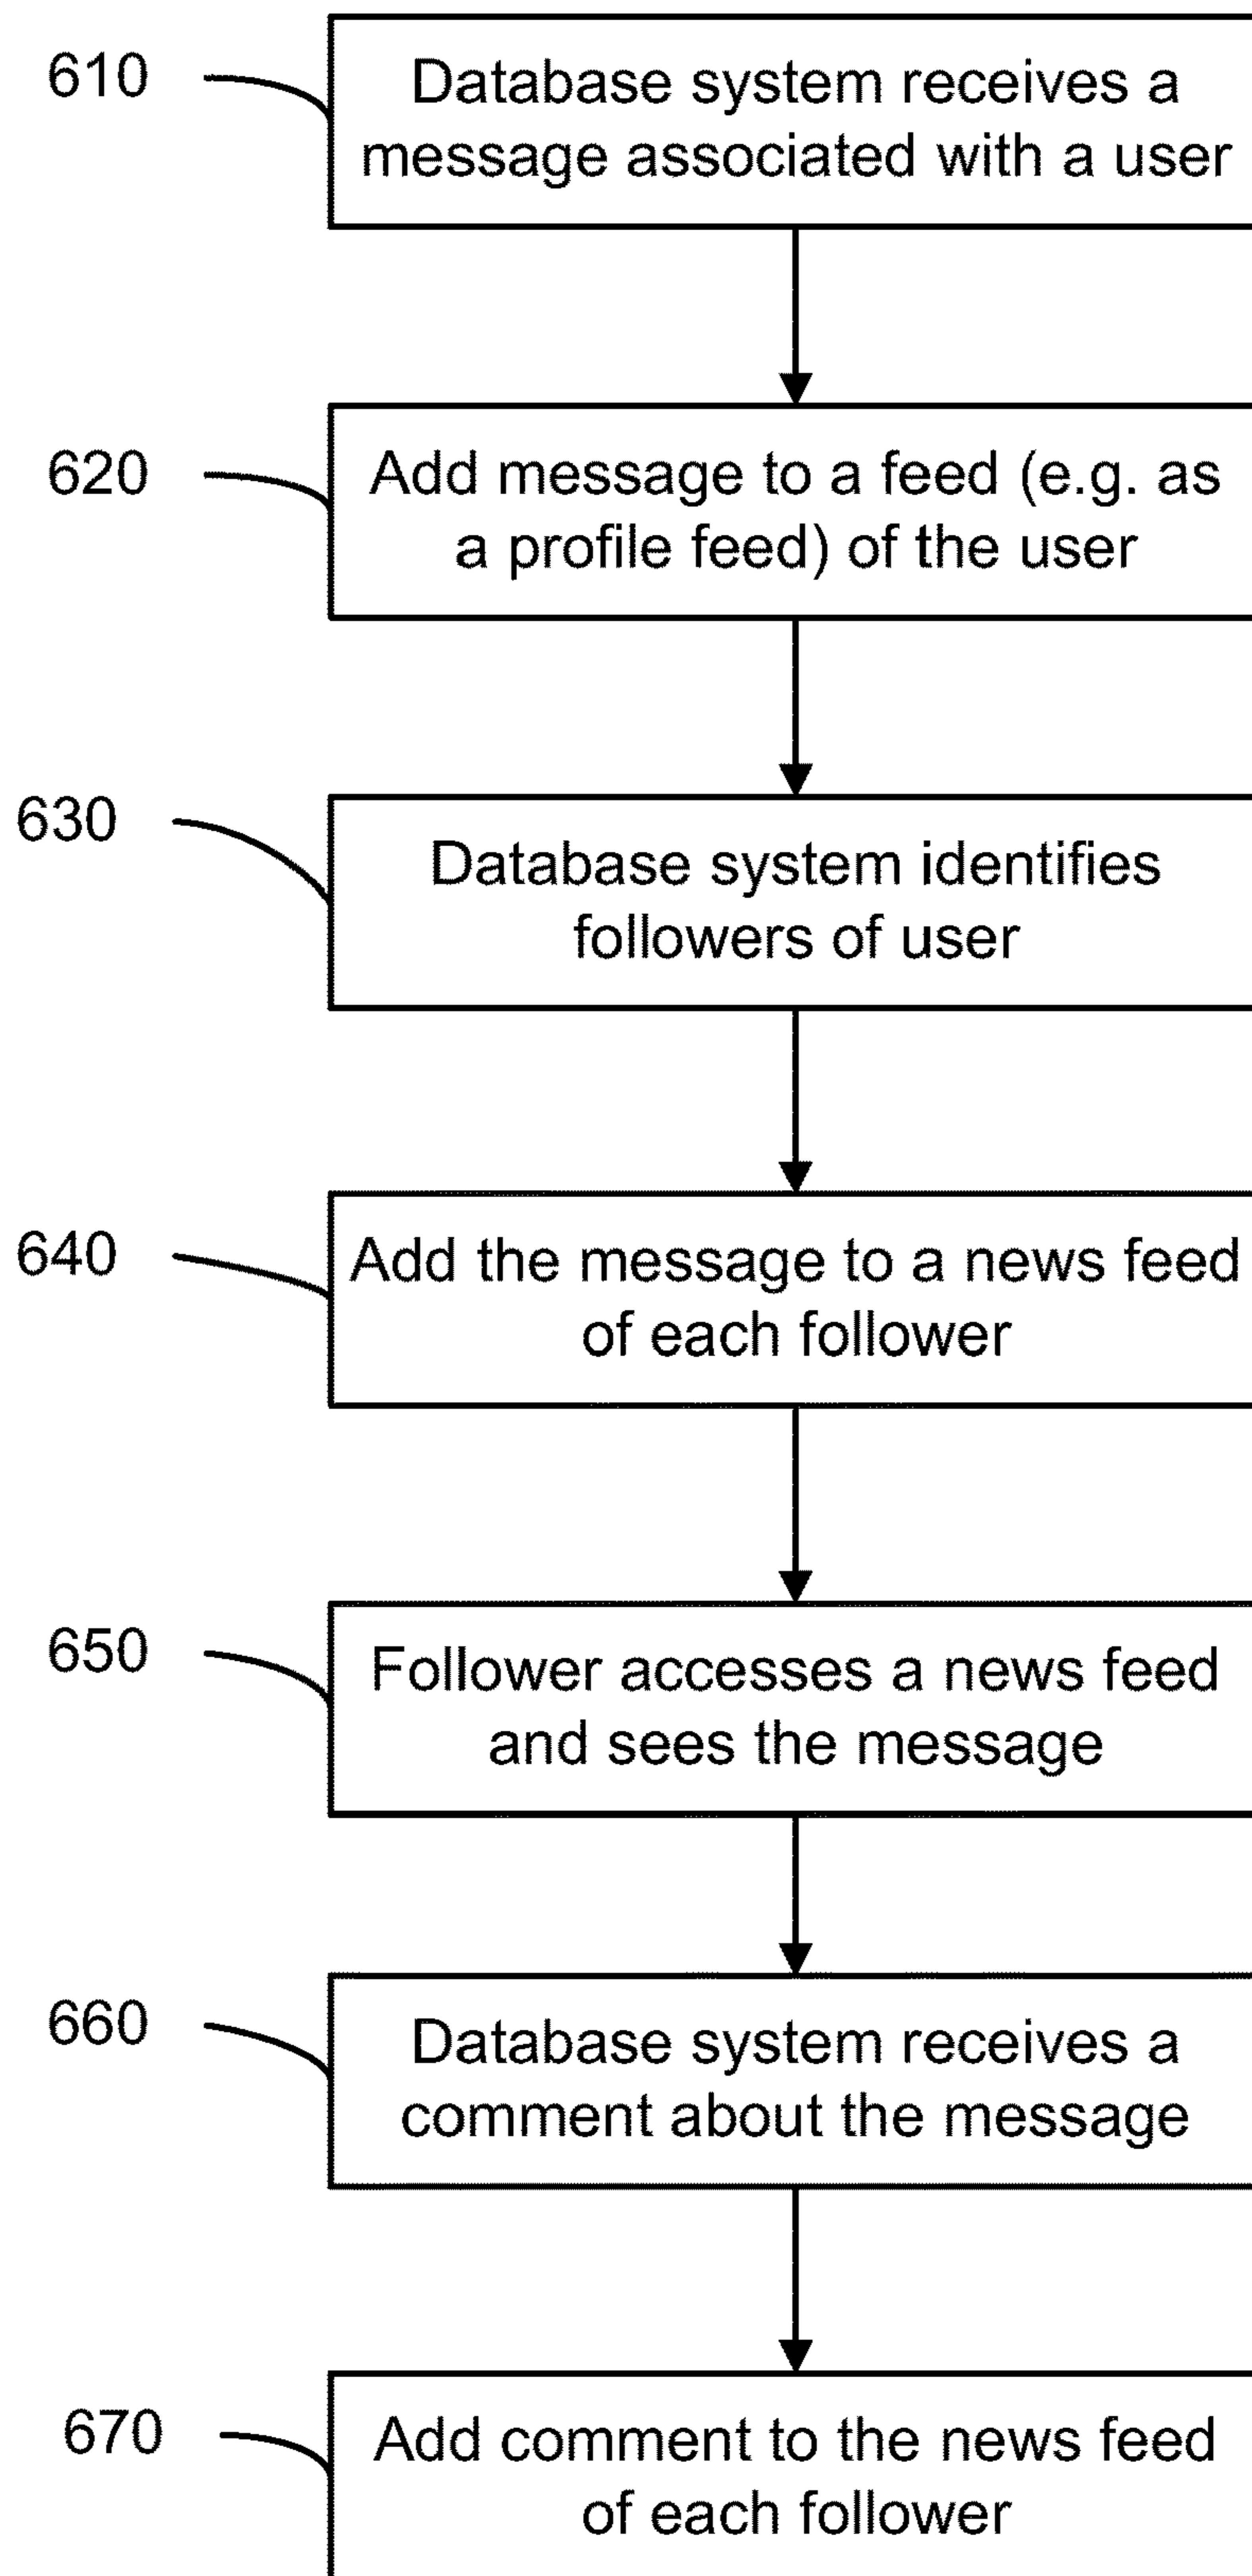 610
Database system receives a
message associated with a user
620
Add message to a feed (e.g. as
a profile feed) of the user
630
Database system identifies
followers of user
640
Add the message to a news feed
of each follower
650
Follower accesses a news feed
and sees the message
660
Database system receives a
comment about the message
670
Add comment to the news feed
of each follower